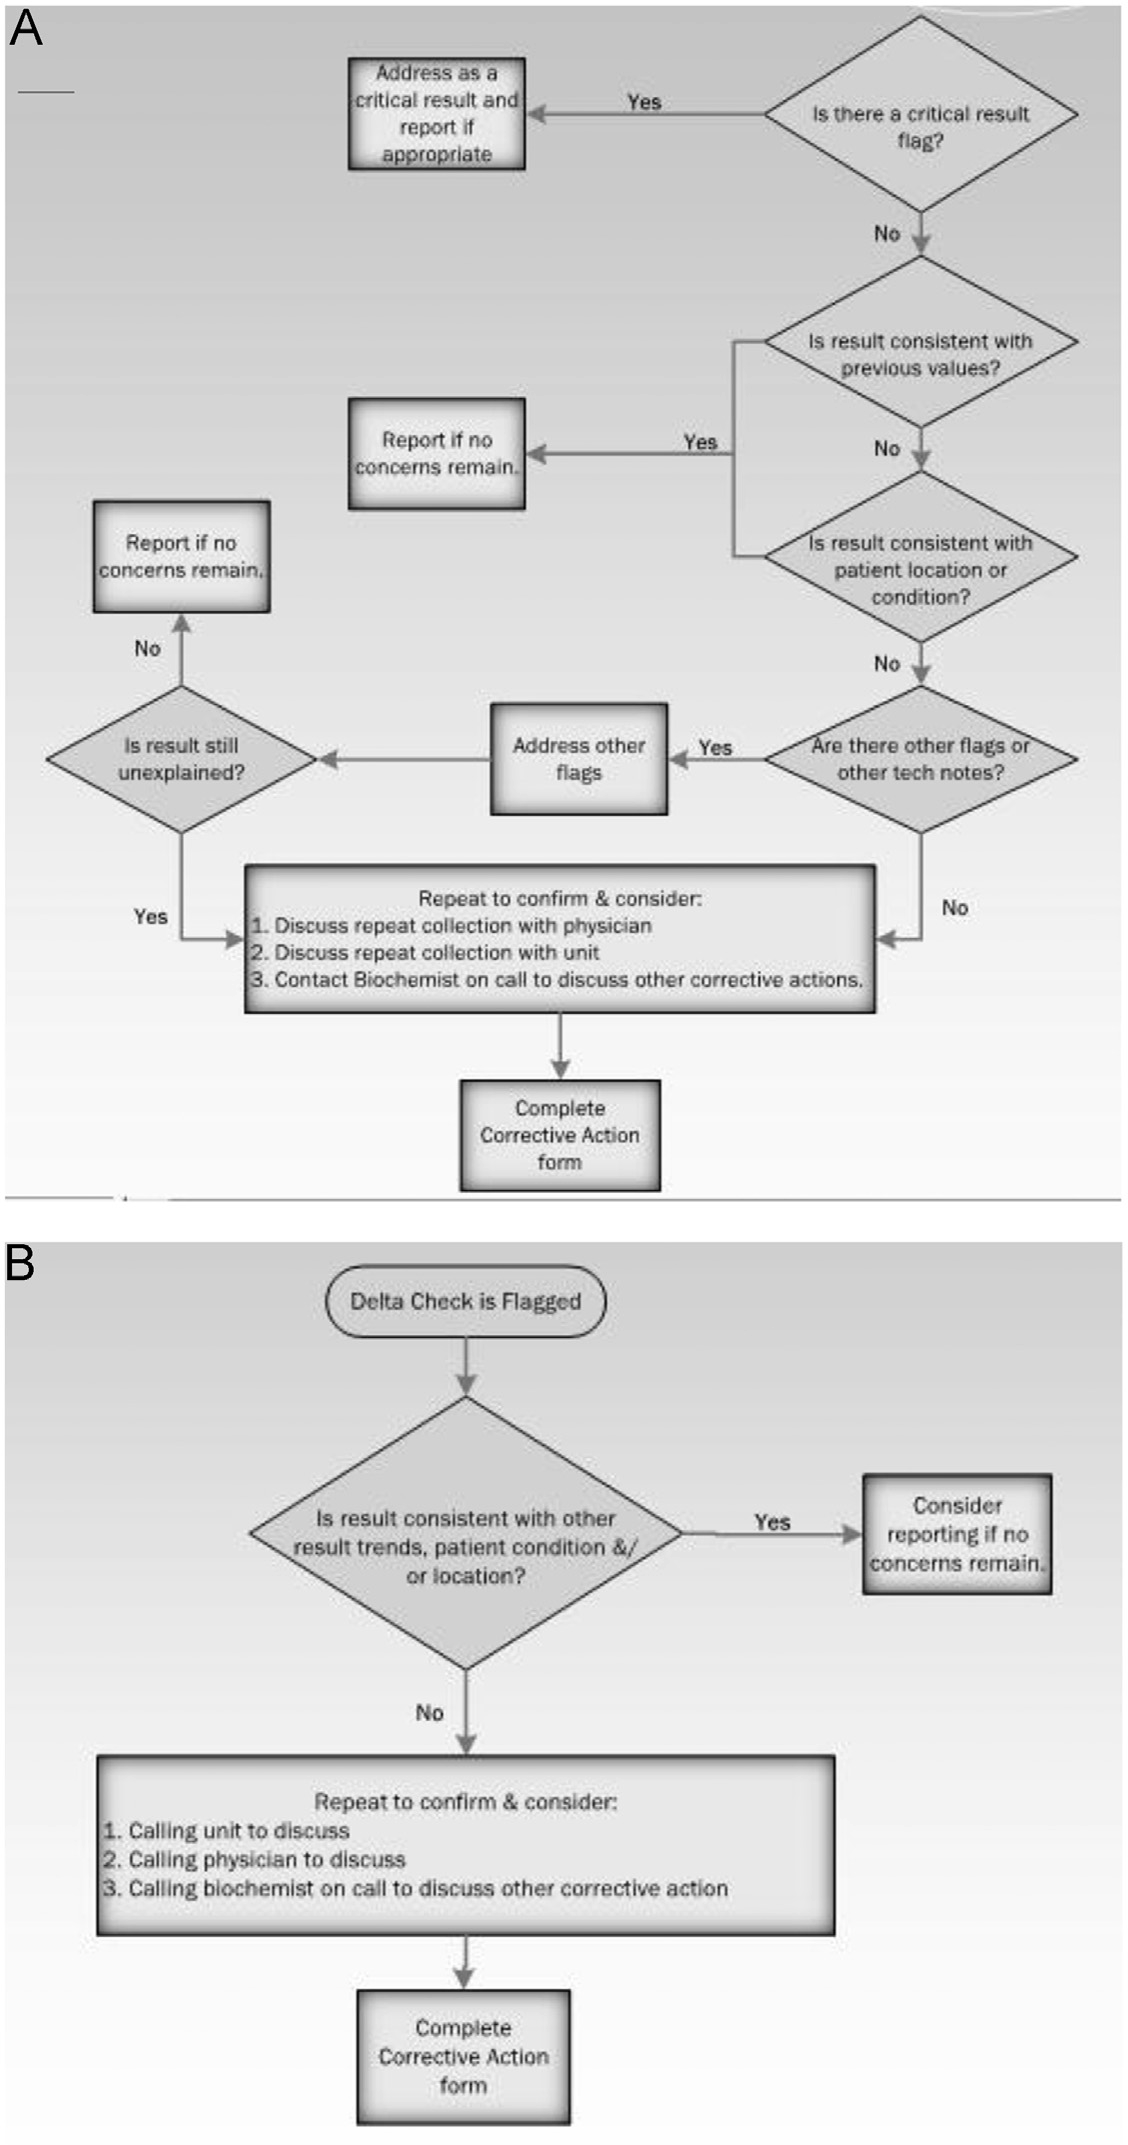 A
Address as a
critical result and
report if
appropriate
Yes
Is there a critical result
flag?
No
Is result consistent with
previous values?
Report if no
concerns remain.
Yes
No
Report if no
concerns remain.
Is result consistent with
patient location or
condition?
No
No
Is result still
unexplained?
Address other
flags
Yes
Are there other flags or
other tech notes?
Yes
Repeat to confirm & consider:
1. Discuss repeat collection with physician
2. Discuss repeat collection with unit
3. Contact Biochemist on call to discuss other corrective actions.
No
Complete
Corrective Action
form
B
Delta Check is Flagged
Is result consistent with other
result trends, patient condition &/
or location?
Yes
Consider
reporting if no
concerns remain.
No
Repeat to confirm & consider:
1. Calling unit to discuss
2. Calling physician to discuss
3. Calling biochemist on call to discuss other corrective action
Complete
Corrective Action
form